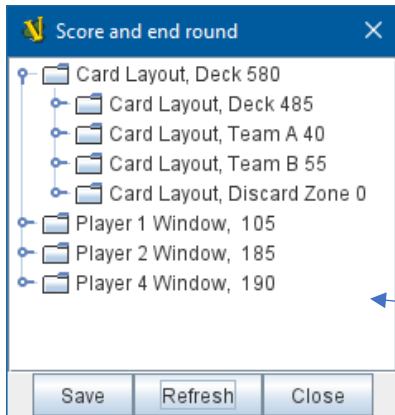 Score and end round
Card Layout, Deck 580
Card Layout, Deck 485
Card Layout, Team A 40
Card Layout, Team B 55
Card Layout, Discard Zone 0
Player 1 Window, 105
Player 2 Window, 185
Player 4 Window, 190
Save Refresh Close